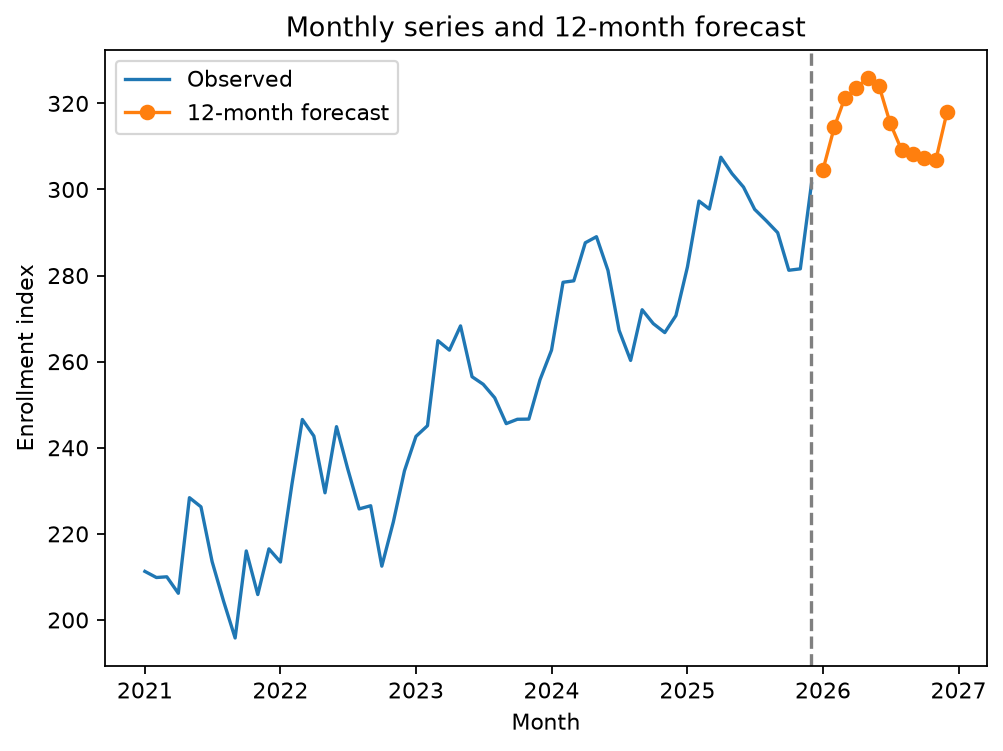 Monthly series and 12-month forecast
Observed
12-month forecast
Enrollment index
320
300
280
260
240
220
200
2021 2022 2023 2024 2025 2026 2027
Month